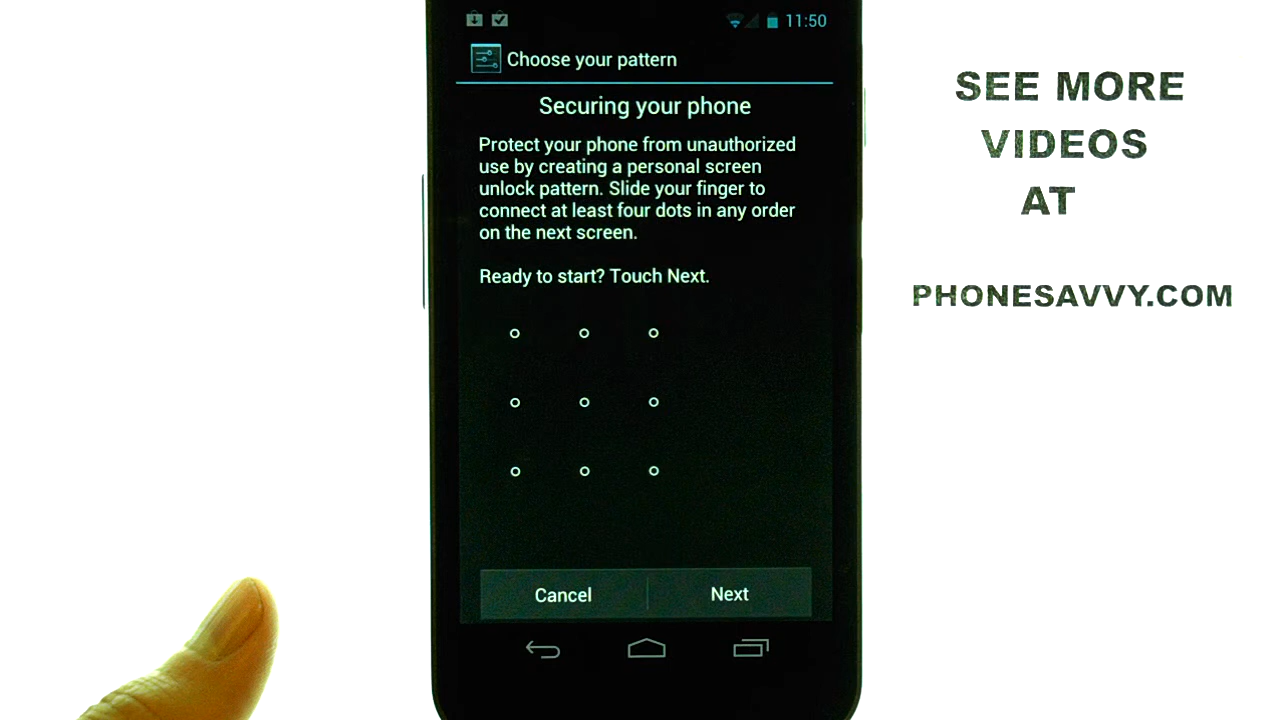 11:50
Choose your pattern
Securing your phone
Protect your phone from unauthorized
use by creating a personal screen
unlock pattern. Slide your finger to
connect at least four dots in any order
on the next screen.
Ready to start? Touch Next.
Cancel
Next
SEE MORE
VIDEOS
AT
PHONESAVVY.COM